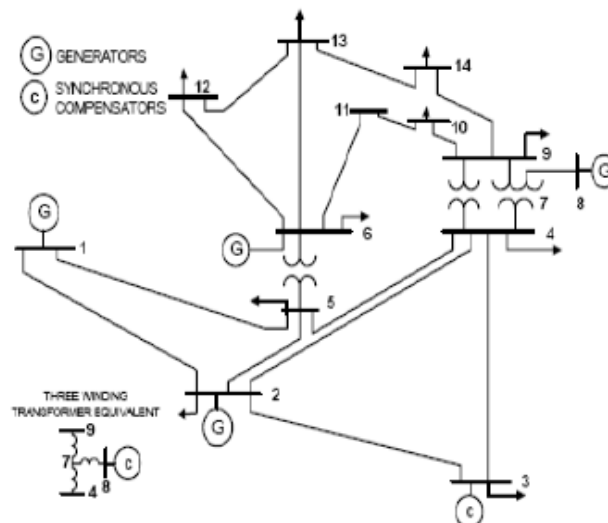 13
G GENERATORS
14
12
C SYNCHRONOUS
COMPENSATORS
11
10
9
G
7
8
G
6
4
1
G
5
THREE WINDING
TRANSFORMER EQUIVALENT
2
9
G
7
C
3
4
8
C